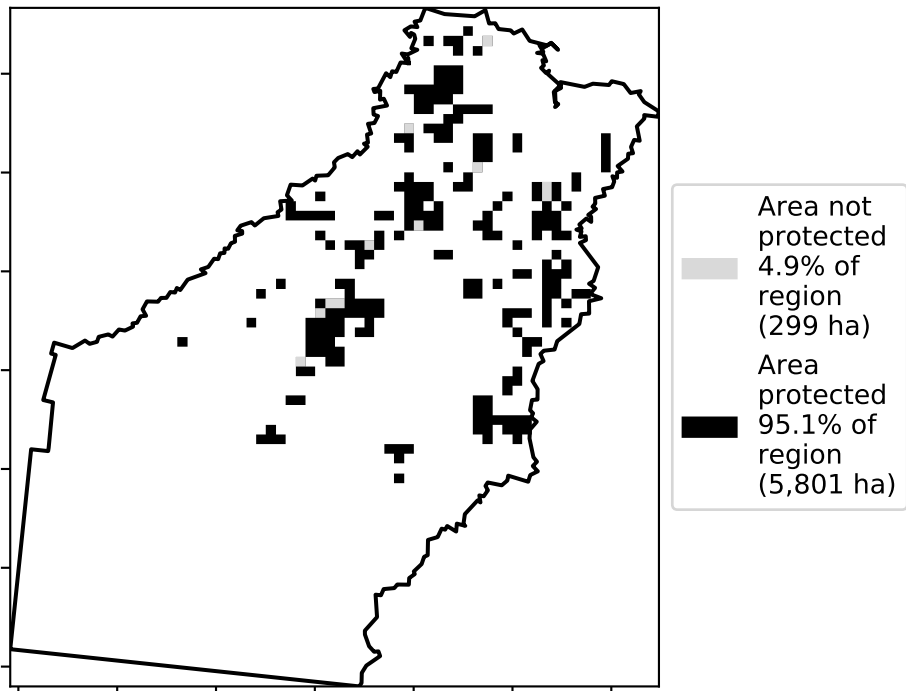 Area not
protected
4.9% of
region
(299 ha)
Area
protected
95.1% of
region
(5,801 ha)